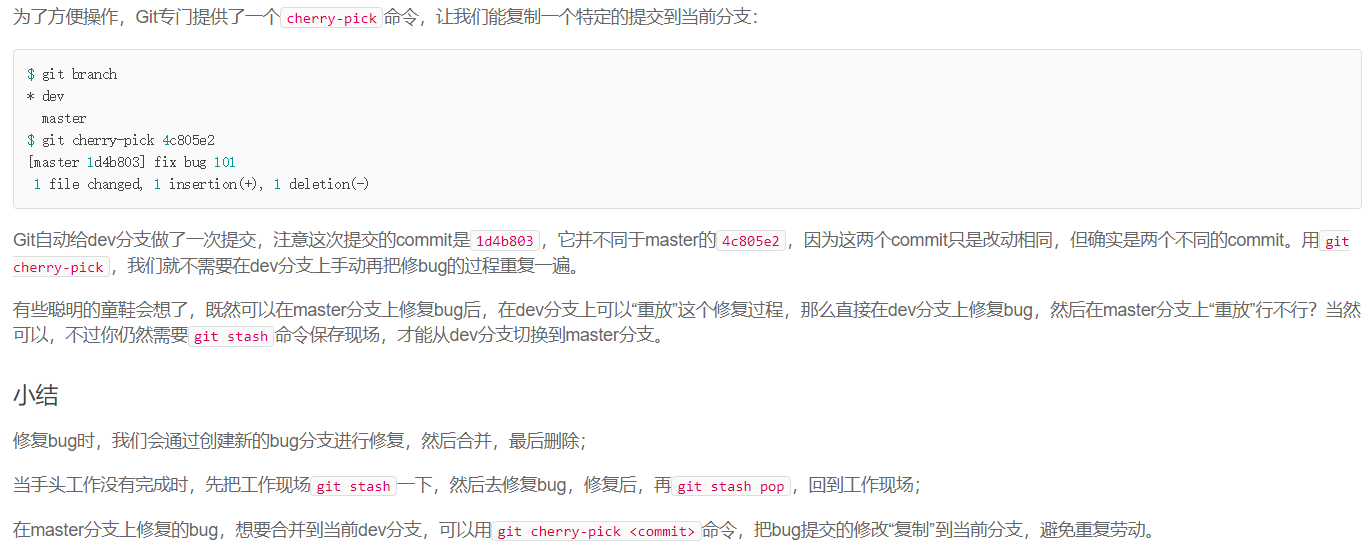 为了方便操作，Git专门提供了一个cherry-pick命令，让我们能复制一个特定的提交到当前分支：
$ git branch
* dev
  master
$ git cherry-pick 4c805e2
[master 1d4b803] fix bug 101
 1 file changed, 1 insertion(+), 1 deletion(-)
Git自动给dev分支做了一次提交，注意这次提交的commit是1d4b803，它并不同于master的4c805e2，因为这两个commit只是改动相同，但确实是两个不同的commit。用git
cherry-pick，我们就不需要在dev分支上手动再把修bug的过程重复一遍。
有些聪明的童鞋会想了，既然可以在master分支上修复bug后，在dev分支上可以“重放”这个修复过程，那么直接在dev分支上修复bug，然后在master分支上“重放”行不行？当然
可以，不过你仍然需要git stash命令保存现场，才能从dev分支切换到master分支。
小结
修复bug时，我们会通过创建新的bug分支进行修复，然后合并，最后删除；
当手头工作没有完成时，先把工作现场git stash一下，然后去修复bug，修复后，再git stash pop，回到工作现场；
在master分支上修复的bug，想要合并到当前dev分支，可以用git cherry-pick <commit>命令，把bug提交的修改“复制”到当前分支，避免重复劳动。